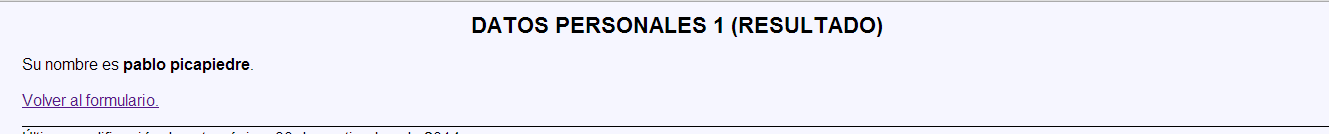 DATOS PERSONALES 1 (RESULTADO)
Su nombre es pablo picapiedre.
Volver al formulario.